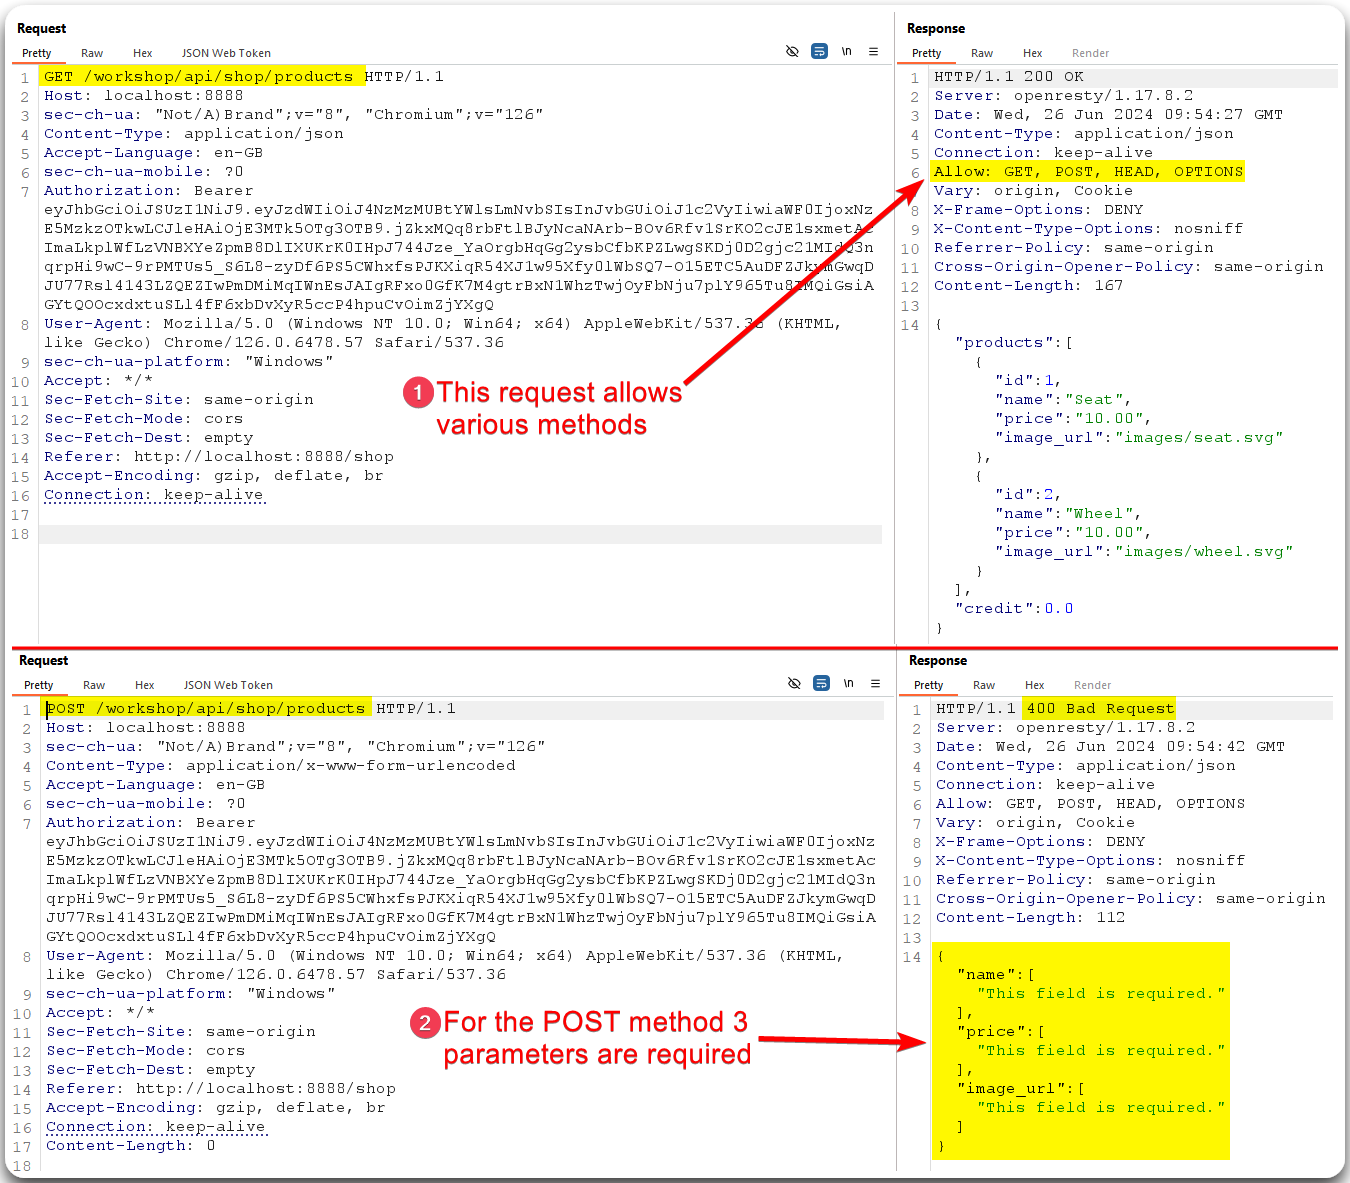 Request
Pretty Raw Hex JSON Web Token \n
1 GET /workshop/api/shop/products HTTP/1.1
2 Host: localhost:8888
3 sec-ch-ua: "Not/A)Brand";v="8", "Chromium";v="126"
4 Content-Type: application/json
5 Accept-Language: en-GB
6 sec-ch-ua-mobile: ?0
7 Authorization: Bearer
eyJhbGciOiJSUzI1NiJ9.eyJzdWIiOiJ4NzMzMUBtYWlsLmNvbSIsInJvbGUiOiJ1c2VyIiwiaWF0IjoxNz
E5MzkzOTkwLCJleHAiOjE3MTk5OTg3OTB9.jZkxMQq8rbFtlBJyNcaNArb-BOv6Rfv1SrKO2cJE1sxmetAc
ImaLkplWfLzVNBXYeZpmB8DlIXUKrK0IHpJ744Jze_YaOrgbHqGg2ysbCfbKPZLwgSKDj0D2gjc21MIdQ3n
qrpHi9wC-9rPMTUs5_S6L8-zyDf6PS5CWhxfsPJKXiqR54XJ1w95Xfy0lWbSQ7-O15ETC5AuDFZJkymGwqD
JU77Rsl4143LZQEZIwPmDMiMqIWnEsJAIgRFxo0GfK7M4gtrBxN1WhzTwjOyFbNju7plY965Tu8IMQiGsiA
GYtQOOcxdxtuSLl4fF6xbDvXyR5ccP4hpuCvOimZjYXgQ
8 User-Agent: Mozilla/5.0 (Windows NT 10.0; Win64; x64) AppleWebKit/537.36 (KHTML,
like Gecko) Chrome/126.0.6478.57 Safari/537.36
9 sec-ch-ua-platform: "Windows"
10 Accept: */*
11 Sec-Fetch-Site: same-origin
12 Sec-Fetch-Mode: cors
13 Sec-Fetch-Dest: empty
14 Referer: http://localhost:8888/shop
15 Accept-Encoding: gzip, deflate, br
16 Connection: keep-alive
17
18
1 This request allows
various methods
Response
Pretty Raw Hex Render
1 HTTP/1.1 200 OK
2 Server: openresty/1.17.8.2
3 Date: Wed, 26 Jun 2024 09:54:27 GMT
4 Content-Type: application/json
5 Connection: keep-alive
6 Allow: GET, POST, HEAD, OPTIONS
Vary: origin, Cookie
8 X-Frame-Options: DENY
9 X-Content-Type-Options: nosniff
10 Referrer-Policy: same-origin
11 Cross-Origin-Opener-Policy: same-origin
12 Content-Length: 167
13
14 {
"products":[
{
"id":1,
"name":"Seat",
"price":"10.00",
"image_url":"images/seat.svg"
},
{
"id":2,
"name":"Wheel",
"price":"10.00",
"image_url":"images/wheel.svg"
}
],
"credit":0.0
}
Request
Pretty Raw Hex JSON Web Token \n
1 POST /workshop/api/shop/products HTTP/1.1
2 Host: localhost:8888
3 sec-ch-ua: "Not/A)Brand";v="8", "Chromium";v="126"
4 Content-Type: application/x-www-form-urlencoded
5 Accept-Language: en-GB
6 sec-ch-ua-mobile: ?0
7 Authorization: Bearer
eyJhbGciOiJSUzI1NiJ9.eyJzdWIiOiJ4NzMzMUBtYWlsLmNvbSIsInJvbGUiOiJ1c2VyIiwiaWF0IjoxNz
E5MzkzOTkwLCJleHAiOjE3MTk5OTg3OTB9.jZkxMQq8rbFtlBJyNcaNArb-BOv6Rfv1SrKO2cJE1sxmetAc
ImaLkplWfLzVNBXYeZpmB8DlIXUKrK0IHpJ744Jze_YaOrgbHqGg2ysbCfbKPZLwgSKDj0D2gjc21MIdQ3n
qrpHi9wC-9rPMTUs5_S6L8-zyDf6PS5CWhxfsPJKXiqR54XJ1w95Xfy0lWbSQ7-O15ETC5AuDFZJkymGwqD
JU77Rsl4143LZQEZIwPmDMiMqIWnEsJAIgRFxo0GfK7M4gtrBxN1WhzTwjOyFbNju7plY965Tu8IMQiGsiA
GYtQOOcxdxtuSLl4fF6xbDvXyR5ccP4hpuCvOimZjYXgQ
8 User-Agent: Mozilla/5.0 (Windows NT 10.0; Win64; x64) AppleWebKit/537.36 (KHTML,
like Gecko) Chrome/126.0.6478.57 Safari/537.36
9 sec-ch-ua-platform: "Windows"
10 Accept: */*
11 Sec-Fetch-Site: same-origin
12 Sec-Fetch-Mode: cors
13 Sec-Fetch-Dest: empty
14 Referer: http://localhost:8888/shop
15 Accept-Encoding: gzip, deflate, br
16 Connection: keep-alive
17 Content-Length: 0
18
2 For the POST method 3
parameters are required
Response
Pretty Raw Hex Render
1 HTTP/1.1 400 Bad Request
2 Server: openresty/1.17.8.2
3 Date: Wed, 26 Jun 2024 09:54:42 GMT
4 Content-Type: application/json
5 Connection: keep-alive
6 Allow: GET, POST, HEAD, OPTIONS
7 Vary: origin, Cookie
8 X-Frame-Options: DENY
9 X-Content-Type-Options: nosniff
10 Referrer-Policy: same-origin
11 Cross-Origin-Opener-Policy: same-origin
12 Content-Length: 112
13
14 {
"name":[
"This field is required."
],
"price":[
"This field is required."
],
"image_url":[
"This field is required."
]
}